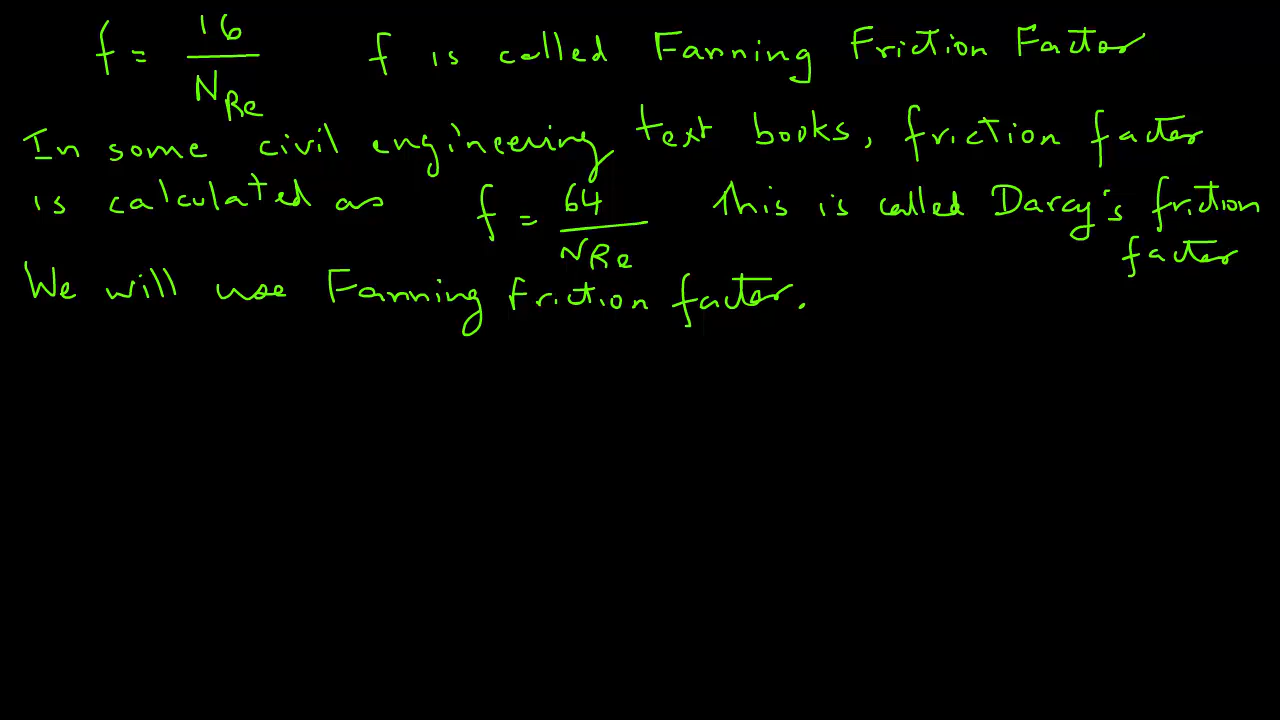 f = 16/N_Re f is called Fanning Friction Factor
In some civil engineering text books, friction factor
is calculated as f = 64/N_Re This is called Darcy's friction
factor
We will use Fanning Friction factor.